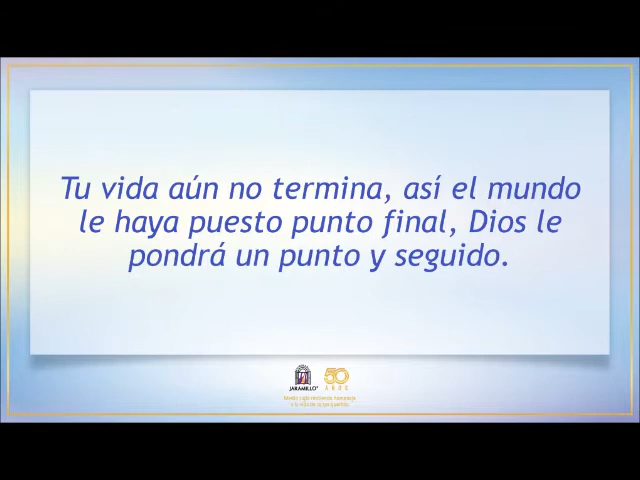 Tu vida aún no termina, así el mundo
le haya puesto punto final, Dios le
pondrá un punto y seguido.
JARAMILLO
50
AÑOS